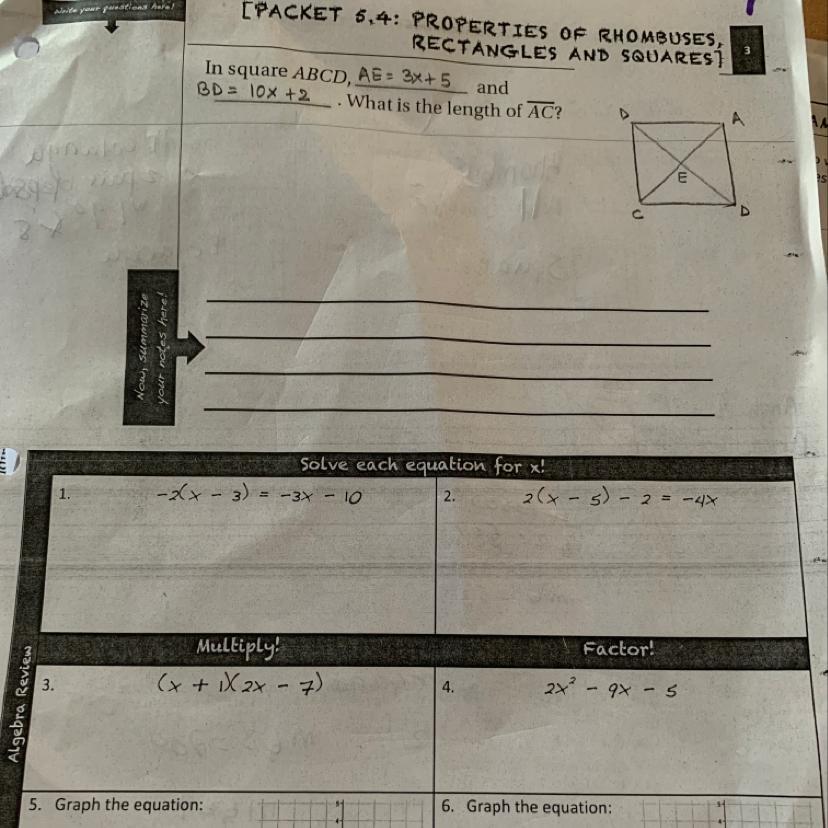 Write your questions here!
[PACKET 5.4: PROPERTIES OF RHOMBUSES,
RECTANGLES AND SQUARES]
3
In square ABCD, AE = 3x+5 and
BD = 10x +2 . What is the length of AC?
D
A
E
C
D
Now, summarize
your notes here!
Solve each equation for x!
1. -2(x - 3) = -3x - 10
2. 2(x - 5) - 2 = -4x
Multiply!
Factor!
Algebra Review
3. (x + 1)(2x - 7)
4. 2x² - 9x - 5
5. Graph the equation:
6. Graph the equation: